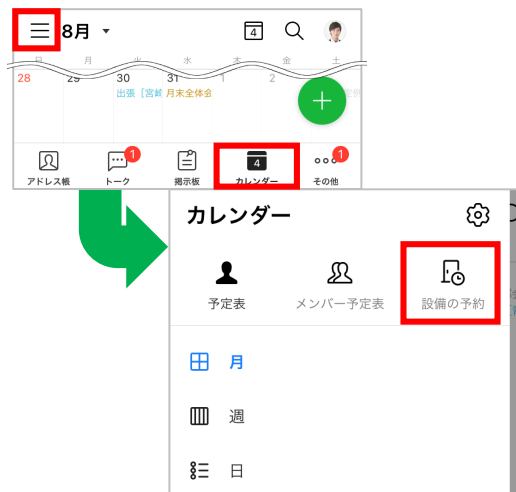 8月
4
日 月 火 水 木 金 土
28 29 30 31 1 2
出張［宮崎 月末全体会
1 1
4
アドレス帳 トーク 掲示板 カレンダー その他
カレンダー
予定表 メンバー予定表 設備の予約
月
週
日